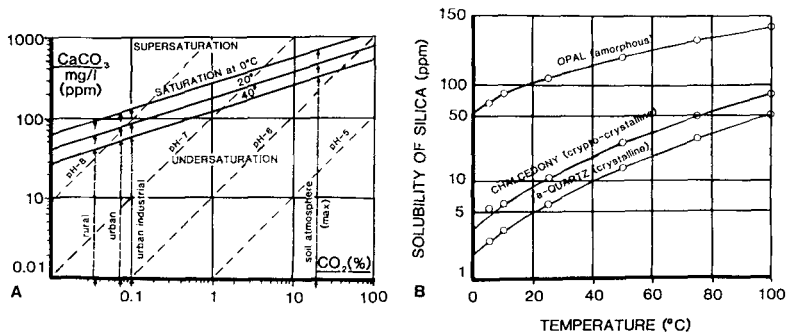 1000
100
10
0.01
CaCO3
mg/l
(ppm)
SUPERSATURATION
SATURATION at 0°C
20°
40°
pH-8
pH-7
pH-6
pH-5
UNDERSATURATION
rural
urban
urban industrial
soil atmosphere
(max)
CO2(%)
0.1
1
10
100
A
SOLUBILITY OF SILICA (ppm)
150
100
50
10
5
1
OPAL (amorphous)
CHALCEDONY (crypto-crystalline)
a-QUARTZ (crystalline)
0
20
40
60
80
100
B
TEMPERATURE (°C)